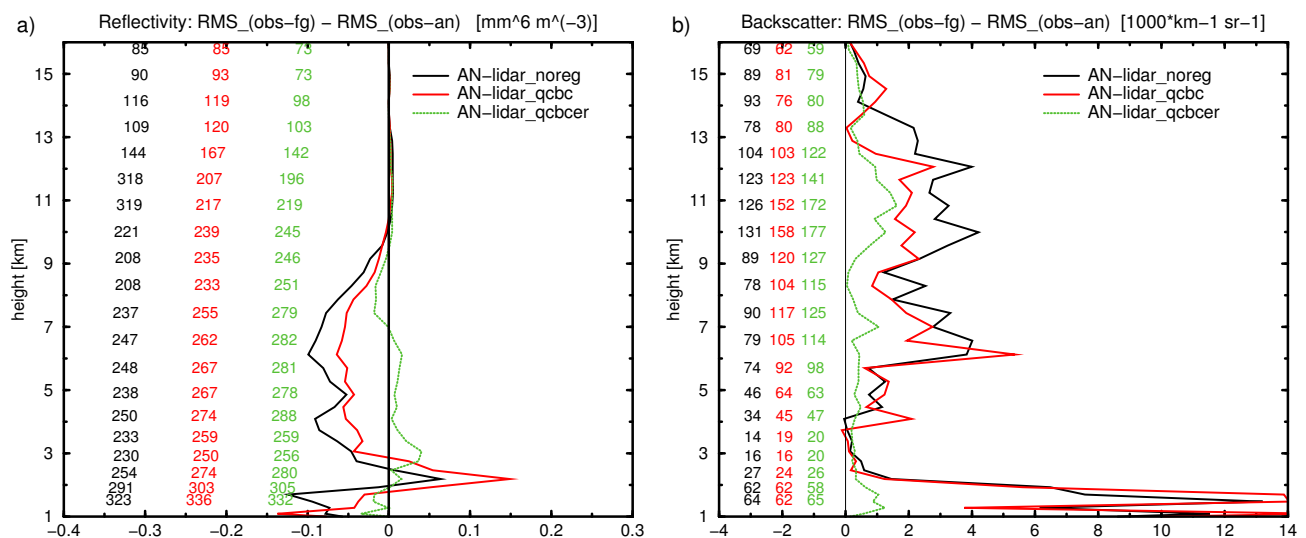 a) Reflectivity: RMS_(obs−fg) − RMS_(obs−an) [mm^6 m^(−3)]
85 85 73
15 90 93 73 AN−lidar_noreg
116 119 98 AN−lidar_qcbc
13 109 120 103 AN−lidar_qcbcer
144 167 142
318 207 196
11 319 217 219
221 239 245
9 208 235 246
208 233 251
237 255 279
7 247 262 282
248 267 281
5 238 267 278
250 274 288
233 259 259
3 230 250 256
254 274 280
291 303 305
323 336 332
1
height [km]
−0.4 −0.3 −0.2 −0.1 0 0.1 0.2 0.3
b) Backscatter: RMS_(obs−fg) − RMS_(obs−an) [1000*km−1 sr−1]
69 62 59
15 89 81 79 AN−lidar_noreg
93 76 80 AN−lidar_qcbc
13 78 80 88 AN−lidar_qcbcer
104 103 122
123 123 141
11 126 152 172
131 158 177
9 89 120 127
78 104 115
90 117 125
7 79 105 114
74 92 98
5 46 64 63
34 45 47
14 19 20
3 16 16 20
27 24 26
62 62 58
64 62 65
1
height [km]
−4 −2 0 2 4 6 8 10 12 14